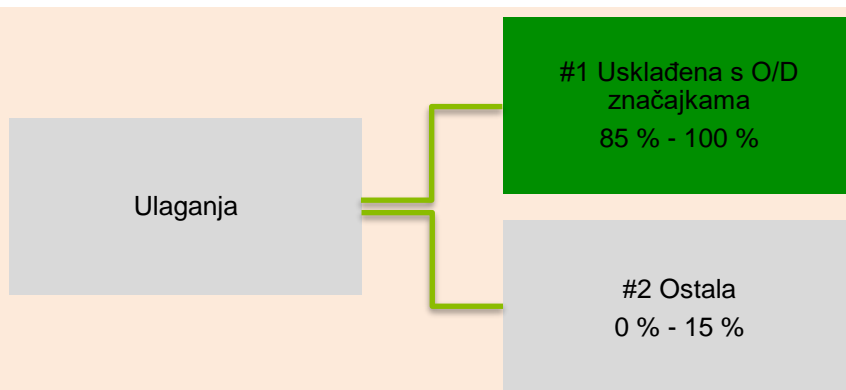 Ulaganja
#1 Usklađena s O/D
značajkama
85 % - 100 %
#2 Ostala
0 % - 15 %